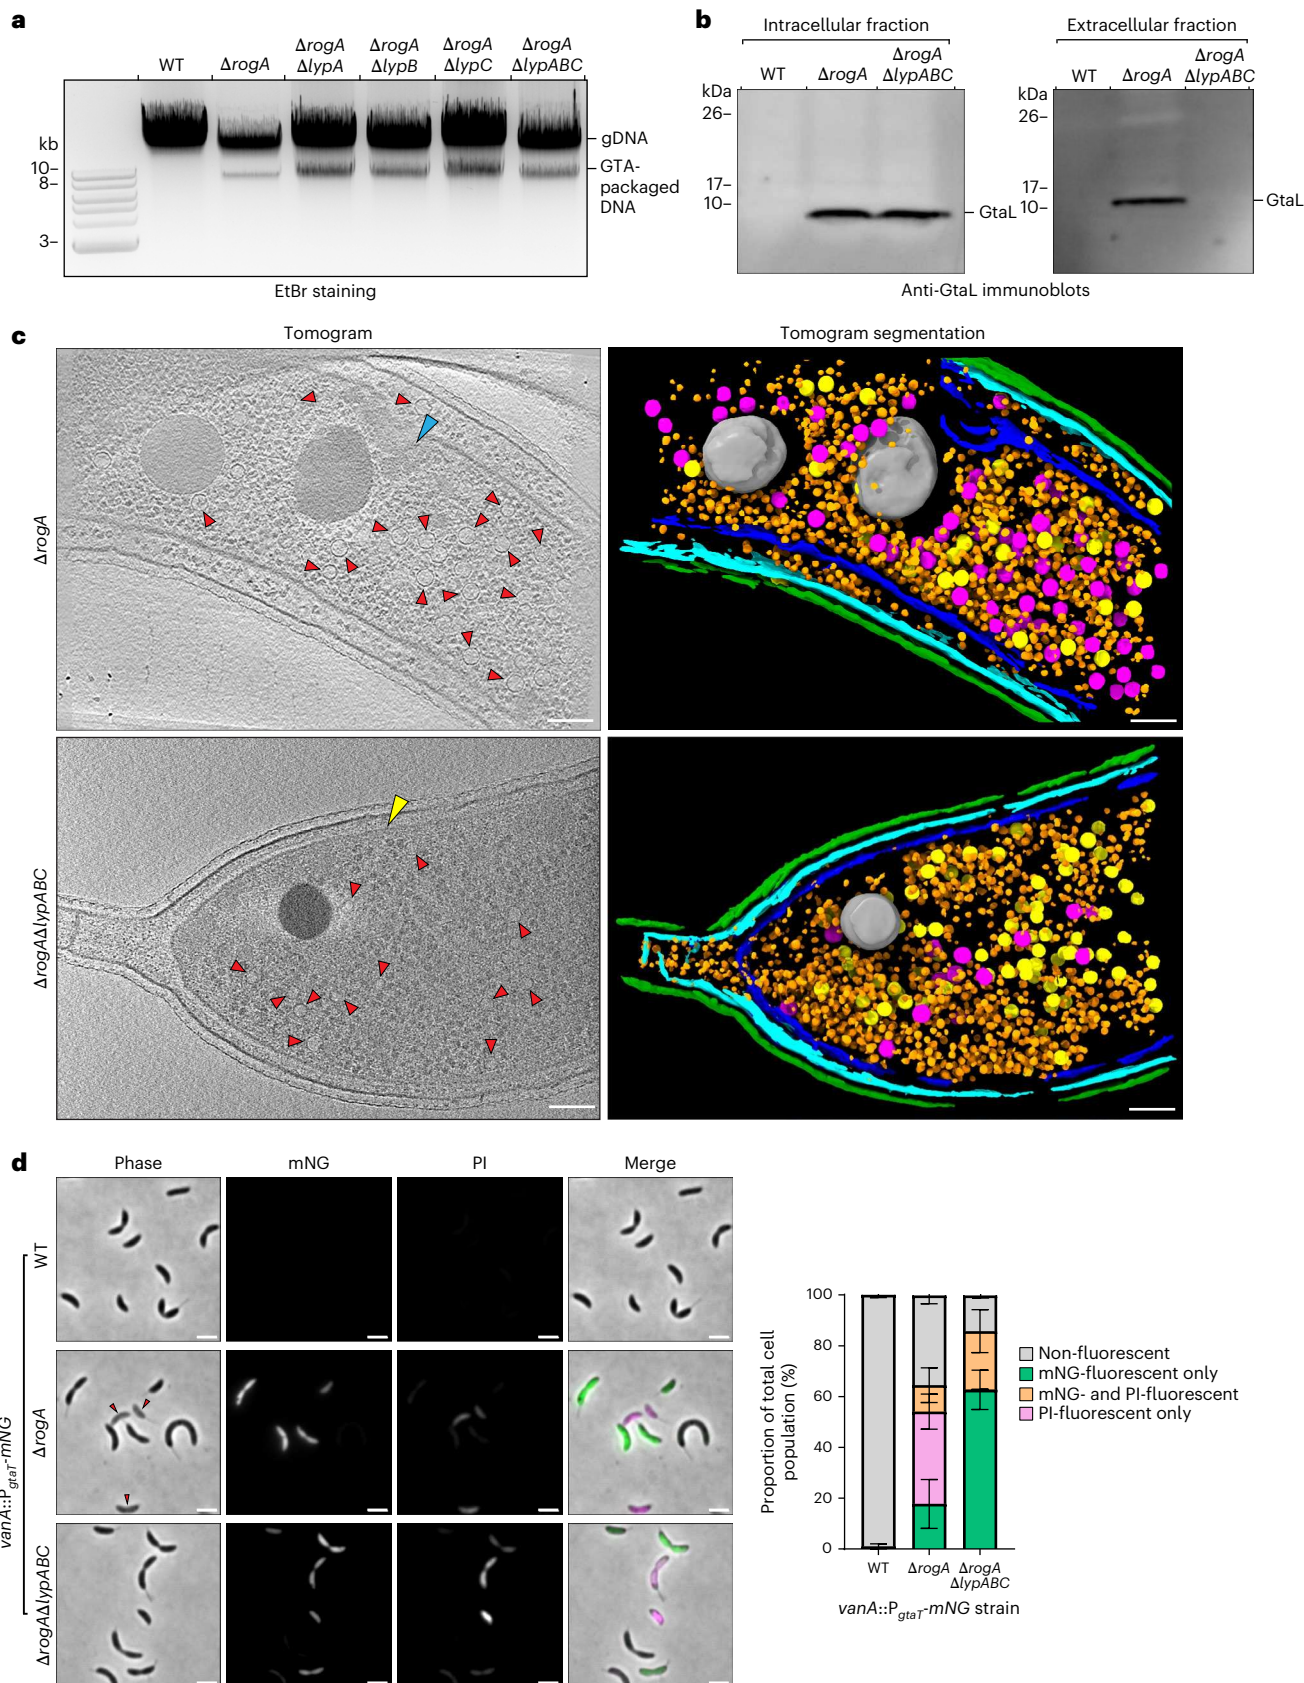 a
WT
ΔrogA
ΔrogA
ΔlypA
ΔrogA
ΔlypB
ΔrogA
ΔlypC
ΔrogA
ΔlypABC
kb
10–
8–
3–
gDNA
GTA-
packaged
DNA
EtBr staining
b
Intracellular fraction
WT
ΔrogA
ΔrogA
ΔlypABC
kDa
26–
17–
10–
GtaL
Extracellular fraction
WT
ΔrogA
ΔrogA
ΔlypABC
kDa
26–
17–
10–
GtaL
Anti-GtaL immunoblots
c
Tomogram
Tomogram segmentation
ΔrogA
ΔrogAΔlypABC
d
Phase
mNG
PI
Merge
vanA::PgtaT-mNG
WT
ΔrogA
ΔrogAΔlypABC
Proportion of total cell
population (%)
100
80
60
40
20
0
WT
ΔrogA
ΔrogA
ΔlypABC
vanA::PgtaT-mNG strain
Non-fluorescent
mNG-fluorescent only
mNG- and PI-fluorescent
PI-fluorescent only